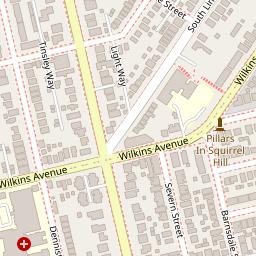 e Street
South Lin
Tinsley Way
Light Way
Wilkins
Pillars
In Squirrel
Hill
Wilkins Avenue
Wilkins Avenue
Severn Street
Barnsdale S
Dennis